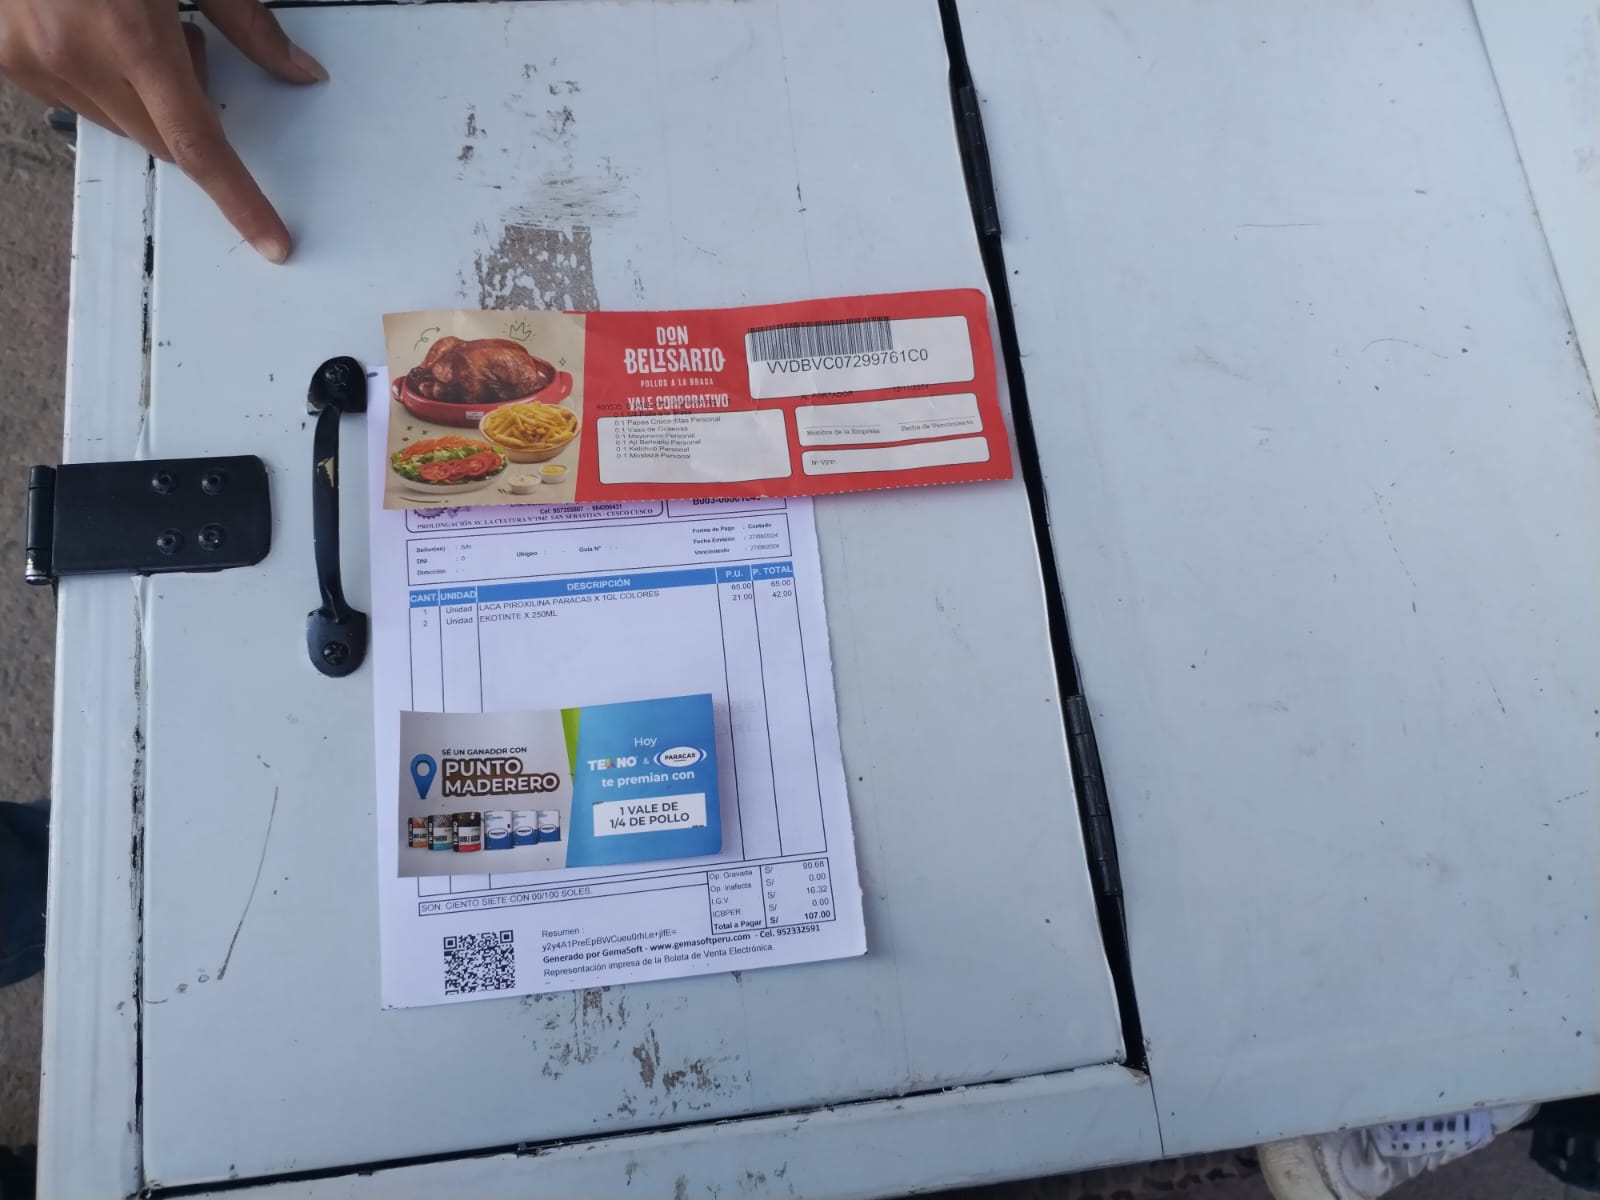 DON
BELISARIO
POLLOS A LA BRASA
VALE CORPORATIVO
0 1 Papas Crocantitas Personal
0 1 Vaso de Gaseosa
0 1 Mayonesa Personal
0 1 Aji Belisario Personal
0 1 Ketchup Personal
0 1 Mostaza Personal
VVDBVC07299761C0
AL PORTADOR
12/11/2024
Nombre de la Empresa
Fecha de Vencimiento
N° VPP:
PROLONGACIÓN AV. LA CULTURA N°1945 SAN SEBASTIAN - CUSCO CUSCO
Señor(es) : S/N
DNI : 0
Dirección : -
Ubigeo : -
Guía N° : -
Forma de Pago : Contado
Fecha Emisión : 27/08/2024
Vencimiento : 27/08/2024
CANT. UNIDAD DESCRIPCIÓN P.U. P. TOTAL
1 Unidad LACA PIROXILINA PARACAS X 1GL COLORES 65.00 65.00
2 Unidad EKOTINTE X 250ML 21.00 42.00
SÉ UN GANADOR CON
PUNTO
MADERERO
Hoy
TEKNO & PARACAS
te premian con
1 VALE DE
1/4 DE POLLO
SON: CIENTO SIETE CON 00/100 SOLES.
Op. Gravada S/ 90.68
Op. Inafecta S/ 0.00
I.G.V S/ 16.32
ICBPER S/ 0.00
Total a Pagar S/ 107.00
Resumen :
y2y4A1PreEpBWCueu0rhLe+jfE=
Generado por GemaSoft - www.gemasoftperu.com - Cel. 952332591
Representación impresa de la Boleta de Venta Electrónica.